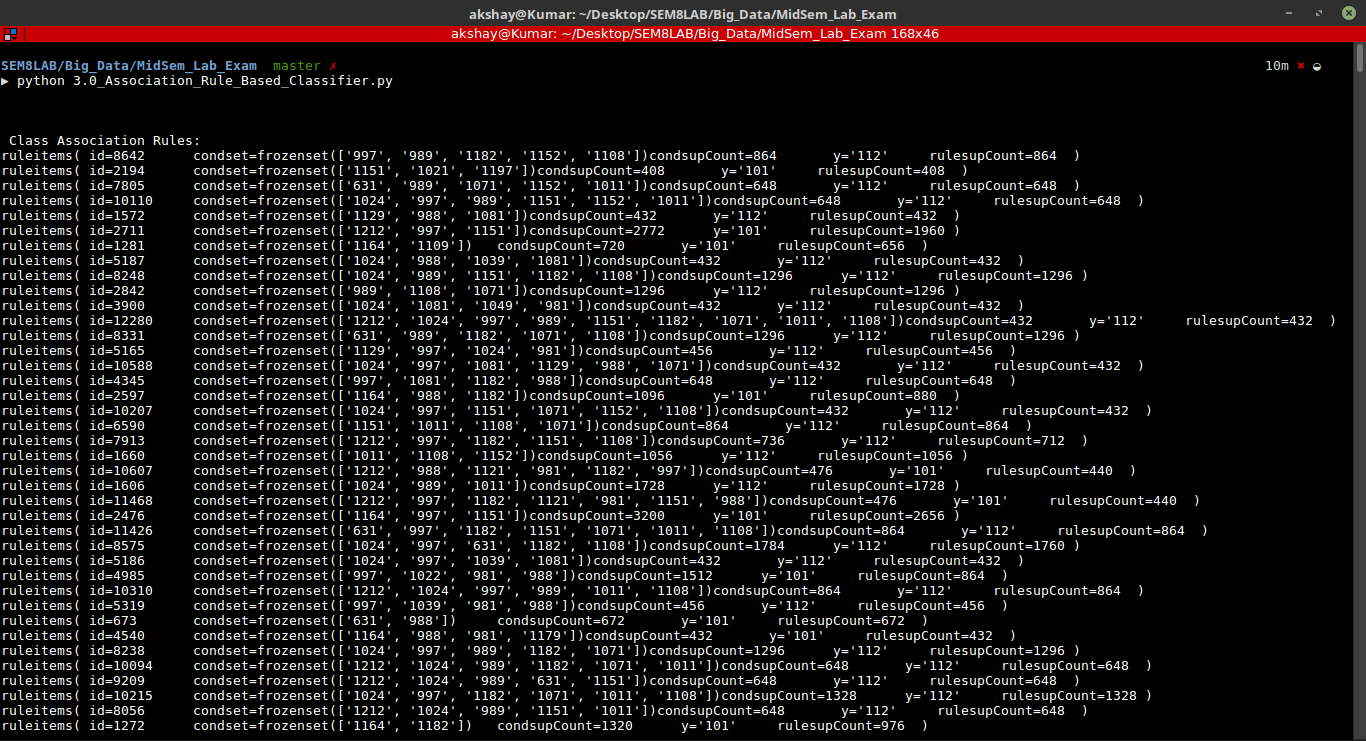 akshay@Kumar: ~/Desktop/SEM8LAB/Big_Data/MidSem_Lab_Exam
akshay@Kumar: ~/Desktop/SEM8LAB/Big_Data/MidSem_Lab_Exam 168x46
SEM8LAB/Big_Data/MidSem_Lab_Exam  master ✗ 10m ✖ ◒
▶ python 3.0_Association_Rule_Based_Classifier.py
Class Association Rules:
ruleitems( id=8642      condset=frozenset(['997', '989', '1182', '1152', '1108'])condsupCount=864       y='112'     rulesupCount=864  )
ruleitems( id=2194      condset=frozenset(['1151', '1021', '1197'])condsupCount=408       y='101'     rulesupCount=408  )
ruleitems( id=7805      condset=frozenset(['631', '989', '1071', '1152', '1011'])condsupCount=648       y='112'     rulesupCount=648  )
ruleitems( id=10110     condset=frozenset(['1024', '997', '989', '1151', '1152', '1011'])condsupCount=648       y='112'     rulesupCount=648  )
ruleitems( id=1572      condset=frozenset(['1129', '988', '1081'])condsupCount=432       y='112'     rulesupCount=432  )
ruleitems( id=2711      condset=frozenset(['1212', '997', '1151'])condsupCount=2772      y='101'     rulesupCount=1960 )
ruleitems( id=1281      condset=frozenset(['1164', '1109'])   condsupCount=720       y='101'     rulesupCount=656  )
ruleitems( id=5187      condset=frozenset(['1024', '988', '1039', '1081'])condsupCount=432       y='112'     rulesupCount=432  )
ruleitems( id=8248      condset=frozenset(['1024', '989', '1151', '1182', '1108'])condsupCount=1296      y='112'     rulesupCount=1296 )
ruleitems( id=2842      condset=frozenset(['989', '1108', '1071'])condsupCount=1296      y='112'     rulesupCount=1296 )
ruleitems( id=3900      condset=frozenset(['1024', '1081', '1049', '981'])condsupCount=432       y='112'     rulesupCount=432  )
ruleitems( id=12280     condset=frozenset(['1212', '1024', '997', '989', '1151', '1182', '1071', '1011', '1108'])condsupCount=432       y='112'     rulesupCount=432  )
ruleitems( id=8331      condset=frozenset(['631', '989', '1182', '1071', '1108'])condsupCount=1296      y='112'     rulesupCount=1296 )
ruleitems( id=5165      condset=frozenset(['1129', '997', '1024', '981'])condsupCount=456       y='112'     rulesupCount=456  )
ruleitems( id=10588     condset=frozenset(['1024', '997', '1081', '1129', '988', '1071'])condsupCount=432       y='112'     rulesupCount=432  )
ruleitems( id=4345      condset=frozenset(['997', '1081', '1182', '988'])condsupCount=648       y='112'     rulesupCount=648  )
ruleitems( id=2597      condset=frozenset(['1164', '988', '1182'])condsupCount=1096      y='101'     rulesupCount=880  )
ruleitems( id=10207     condset=frozenset(['1024', '997', '1151', '1071', '1152', '1108'])condsupCount=432       y='112'     rulesupCount=432  )
ruleitems( id=6590      condset=frozenset(['1151', '1011', '1108', '1071'])condsupCount=864       y='112'     rulesupCount=864  )
ruleitems( id=7913      condset=frozenset(['1212', '997', '1182', '1151', '1108'])condsupCount=736       y='112'     rulesupCount=712  )
ruleitems( id=1660      condset=frozenset(['1011', '1108', '1152'])condsupCount=1056      y='112'     rulesupCount=1056 )
ruleitems( id=10607     condset=frozenset(['1212', '988', '1121', '981', '1182', '997'])condsupCount=476       y='101'     rulesupCount=440  )
ruleitems( id=1606      condset=frozenset(['1024', '989', '1011'])condsupCount=1728      y='112'     rulesupCount=1728 )
ruleitems( id=11468     condset=frozenset(['1212', '997', '1182', '1121', '981', '1151', '988'])condsupCount=476       y='101'     rulesupCount=440  )
ruleitems( id=2476      condset=frozenset(['1164', '997', '1151'])condsupCount=3200      y='101'     rulesupCount=2656 )
ruleitems( id=11426     condset=frozenset(['631', '997', '1182', '1151', '1071', '1011', '1108'])condsupCount=864       y='112'     rulesupCount=864  )
ruleitems( id=8575      condset=frozenset(['1024', '997', '631', '1182', '1108'])condsupCount=1784      y='112'     rulesupCount=1760 )
ruleitems( id=5186      condset=frozenset(['1024', '997', '1039', '1081'])condsupCount=432       y='112'     rulesupCount=432  )
ruleitems( id=4985      condset=frozenset(['997', '1022', '981', '988'])condsupCount=1512      y='101'     rulesupCount=864  )
ruleitems( id=10310     condset=frozenset(['1212', '1024', '997', '989', '1011', '1108'])condsupCount=864       y='112'     rulesupCount=864  )
ruleitems( id=5319      condset=frozenset(['997', '1039', '981', '988'])condsupCount=456       y='112'     rulesupCount=456  )
ruleitems( id=673       condset=frozenset(['631', '988'])     condsupCount=672       y='101'     rulesupCount=672  )
ruleitems( id=4540      condset=frozenset(['1164', '988', '981', '1179'])condsupCount=432       y='101'     rulesupCount=432  )
ruleitems( id=8238      condset=frozenset(['1024', '997', '989', '1182', '1071'])condsupCount=1296      y='112'     rulesupCount=1296 )
ruleitems( id=10094     condset=frozenset(['1212', '1024', '989', '1182', '1071', '1011'])condsupCount=648       y='112'     rulesupCount=648  )
ruleitems( id=9209      condset=frozenset(['1212', '1024', '989', '631', '1151'])condsupCount=648       y='112'     rulesupCount=648  )
ruleitems( id=10215     condset=frozenset(['1024', '997', '1182', '1071', '1011', '1108'])condsupCount=1328      y='112'     rulesupCount=1328 )
ruleitems( id=8056      condset=frozenset(['1212', '1024', '989', '1151', '1011'])condsupCount=648       y='112'     rulesupCount=648  )
ruleitems( id=1272      condset=frozenset(['1164', '1182'])   condsupCount=1320      y='101'     rulesupCount=976  )